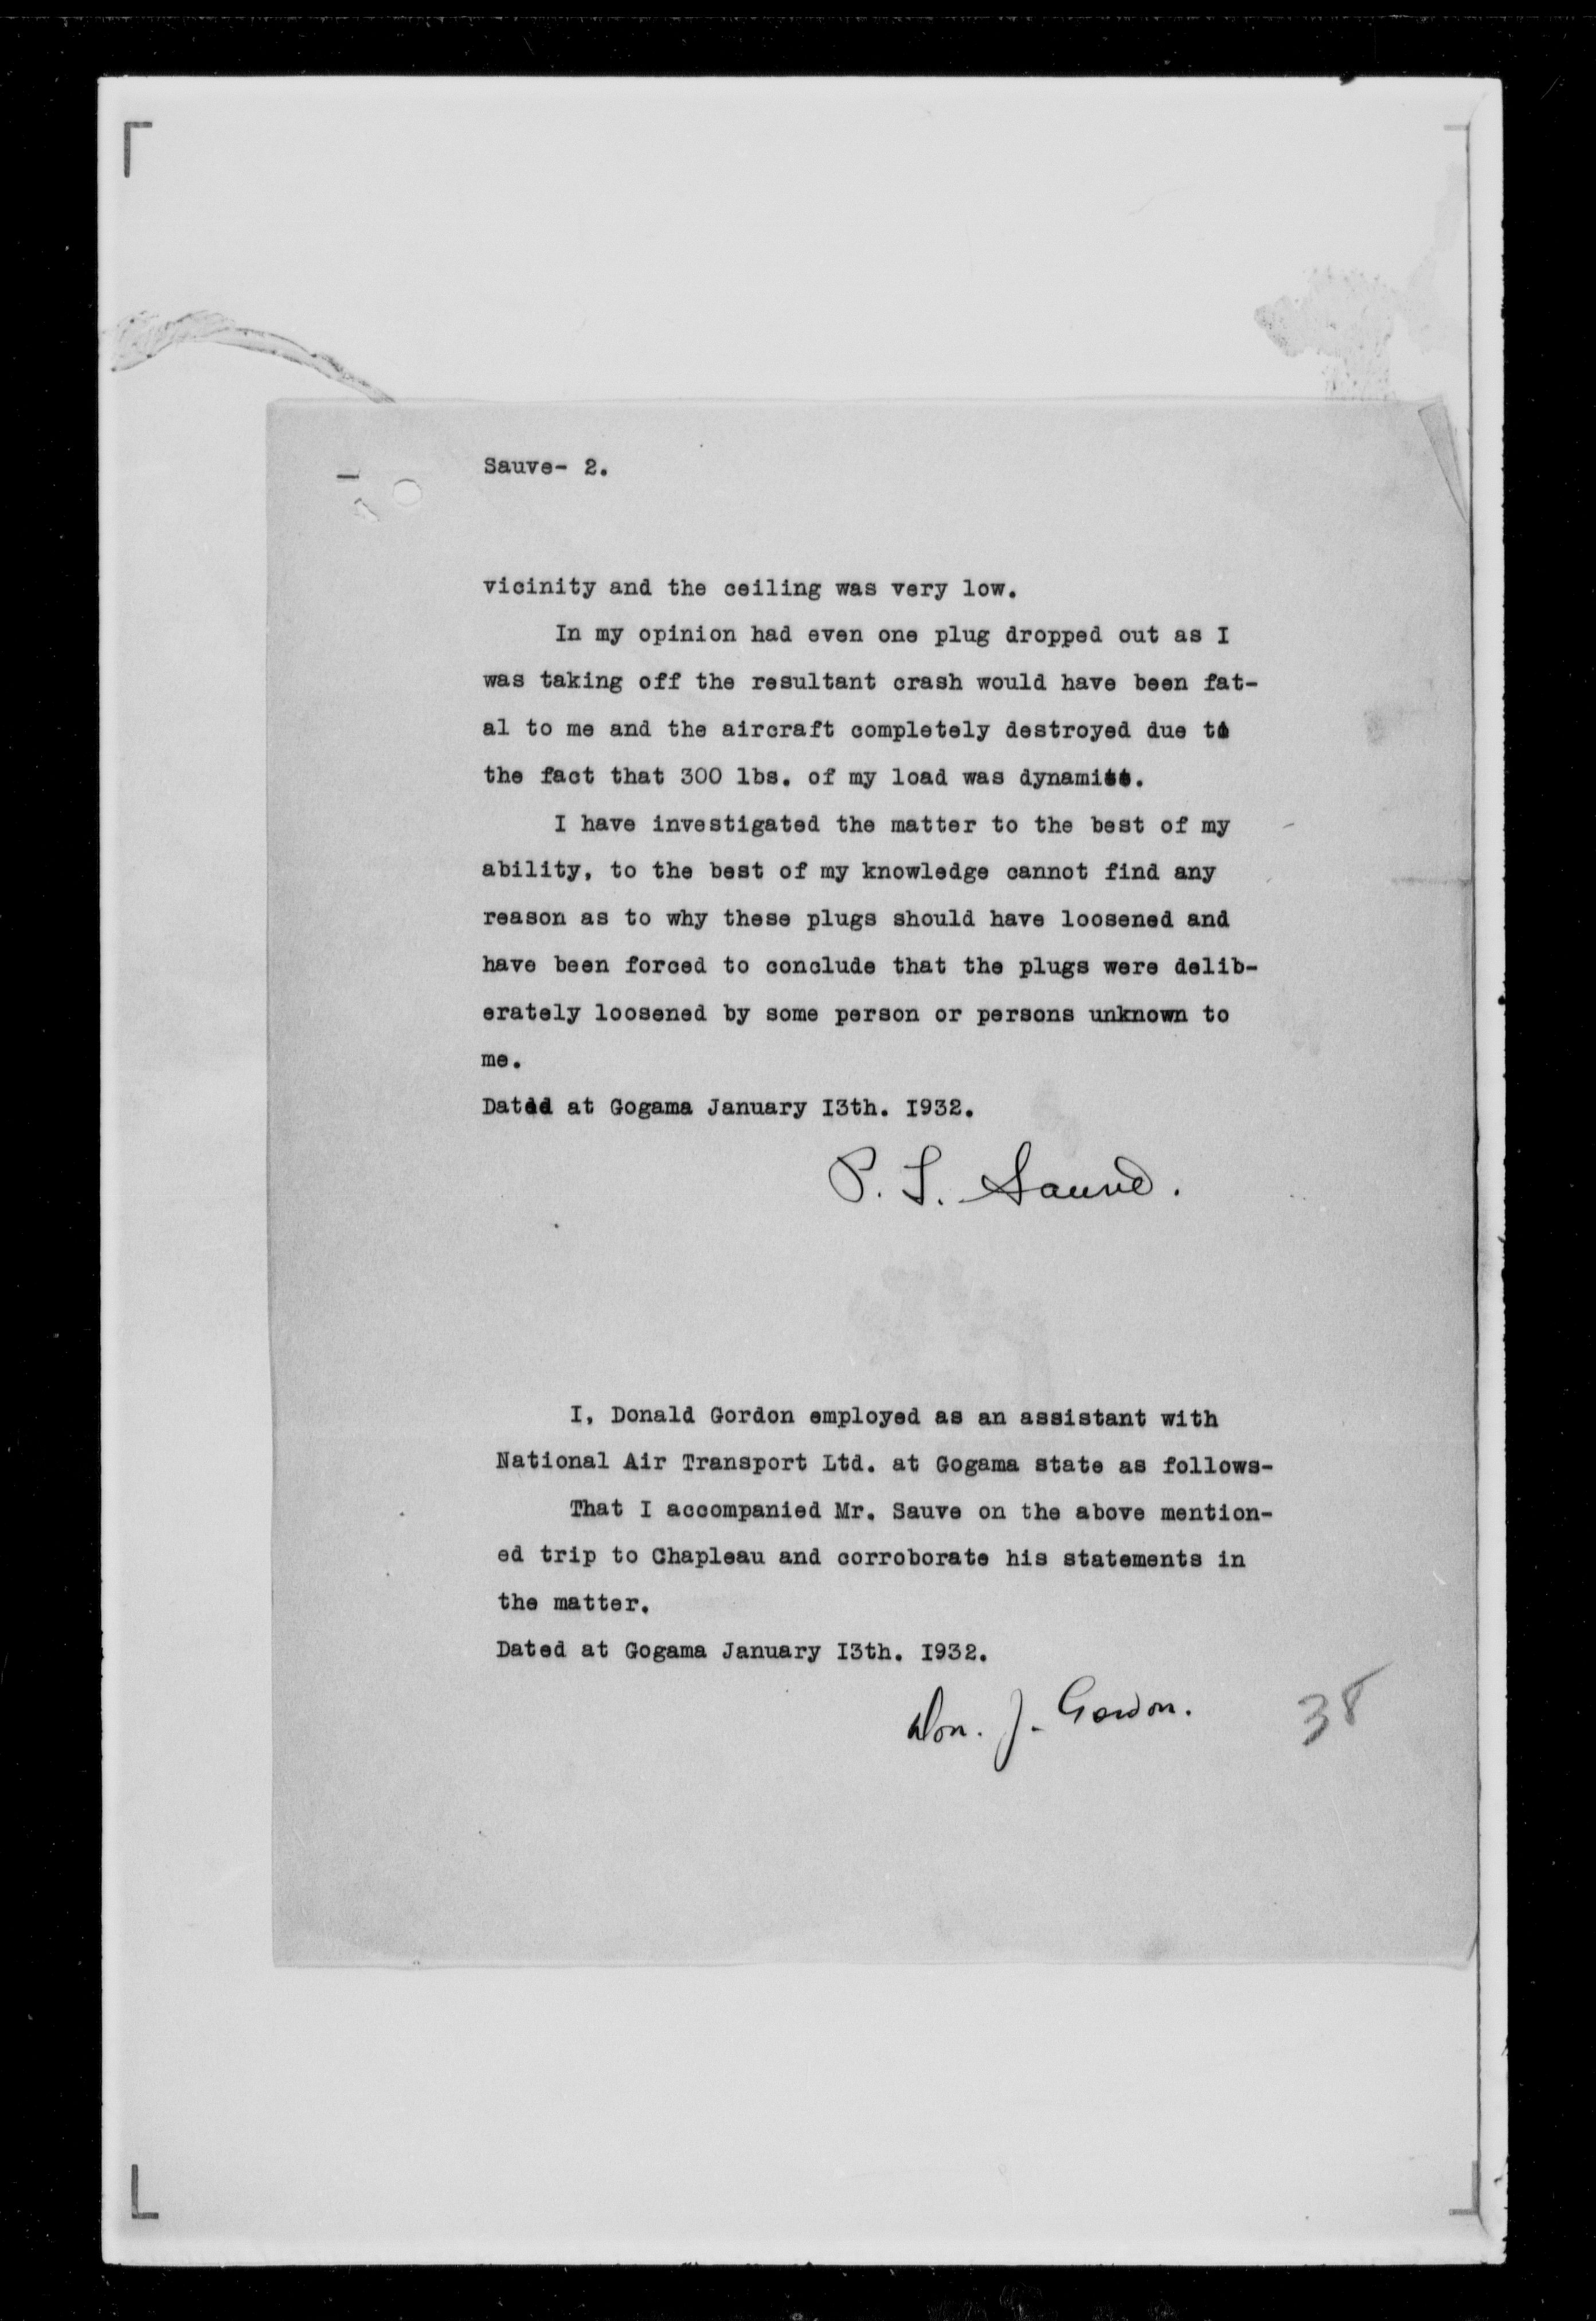 Sauve- 2.
vicinity and the ceiling was very low.
In my opinion had even one plug dropped out as I
was taking off the resultant crash would have been fat-
al to me and the aircraft completely destroyed due to
the fact that 300 lbs. of my load was dynamite.
I have investigated the matter to the best of my
ability, to the best of my knowledge cannot find any
reason as to why these plugs should have loosened and
have been forced to conclude that the plugs were delib-
erately loosened by some person or persons unknown to
me.
Dated at Gogama January I3th. I932.
P. S. Sauvé.
I, Donald Gordon employed as an assistant with
National Air Transport Ltd. at Gogama state as follows-
That I accompanied Mr. Sauve on the above mention-
ed trip to Chapleau and corroborate his statements in
the matter.
Dated at Gogama January I3th. I932.
Don. J. Gordon.
38